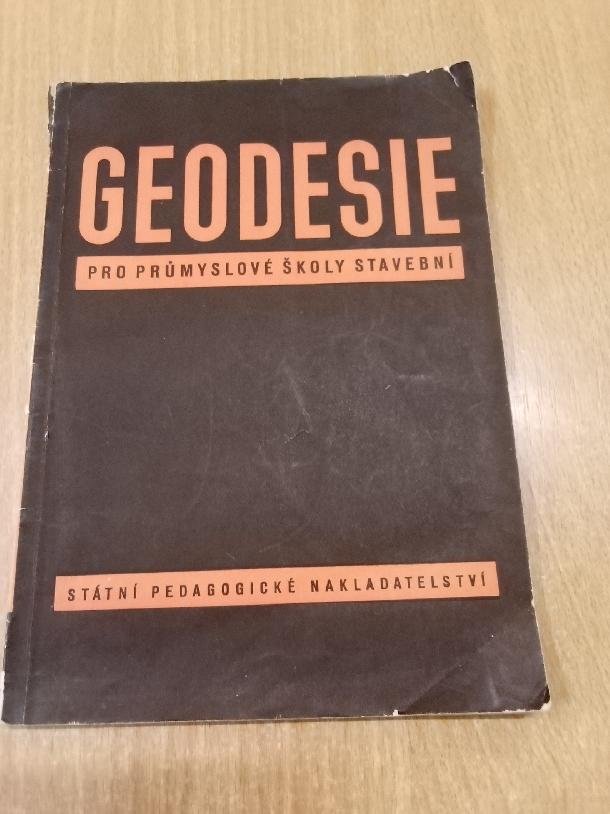 GEODESIE
PRO PRŮMYSLOVÉ ŠKOLY STAVEBNÍ
STÁTNÍ PEDAGOGICKÉ NAKLADATELSTVÍ